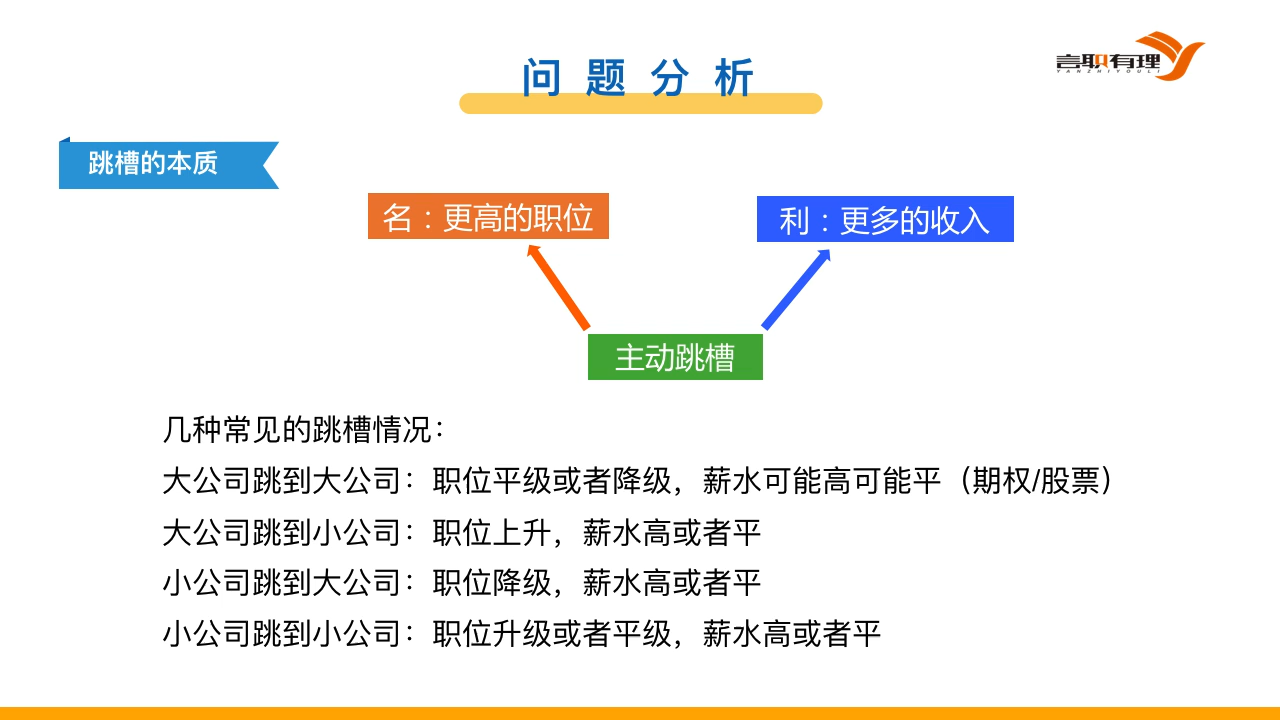 问题分析
言职有理
YANZHIYOULI
跳槽的本质
名：更高的职位
利：更多的收入
主动跳槽
几种常见的跳槽情况：
大公司跳到大公司：职位平级或者降级，薪水可能高可能平（期权/股票）
大公司跳到小公司：职位上升，薪水高或者平
小公司跳到大公司：职位降级，薪水高或者平
小公司跳到小公司：职位升级或者平级，薪水高或者平